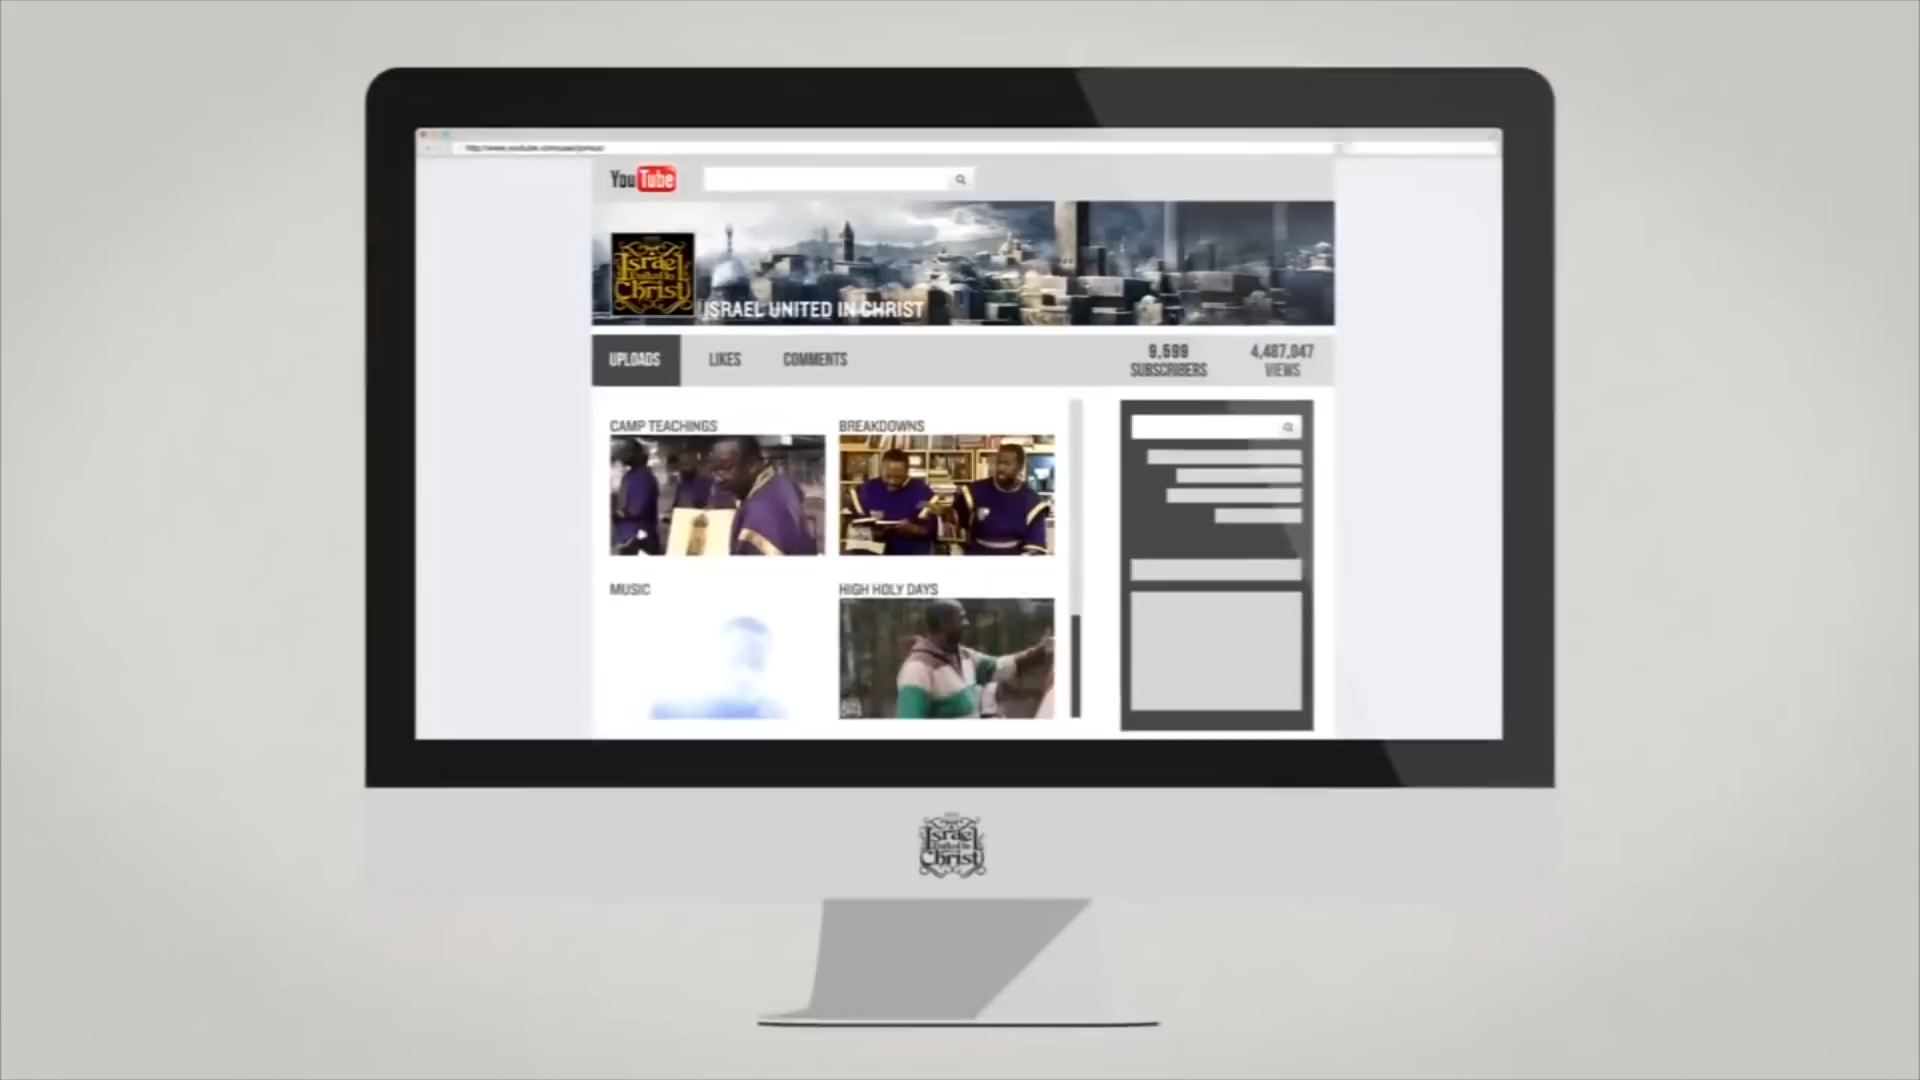 YouTube
Israel
United In
Christ
ISRAEL UNITED IN CHRIST
UPLOADS
LIKES
COMMENTS
9,599
SUBSCRIBERS
4,487,047
VIEWS
CAMP TEACHINGS
BREAKDOWNS
MUSIC
HIGH HOLY DAYS
Israel
United In
Christ